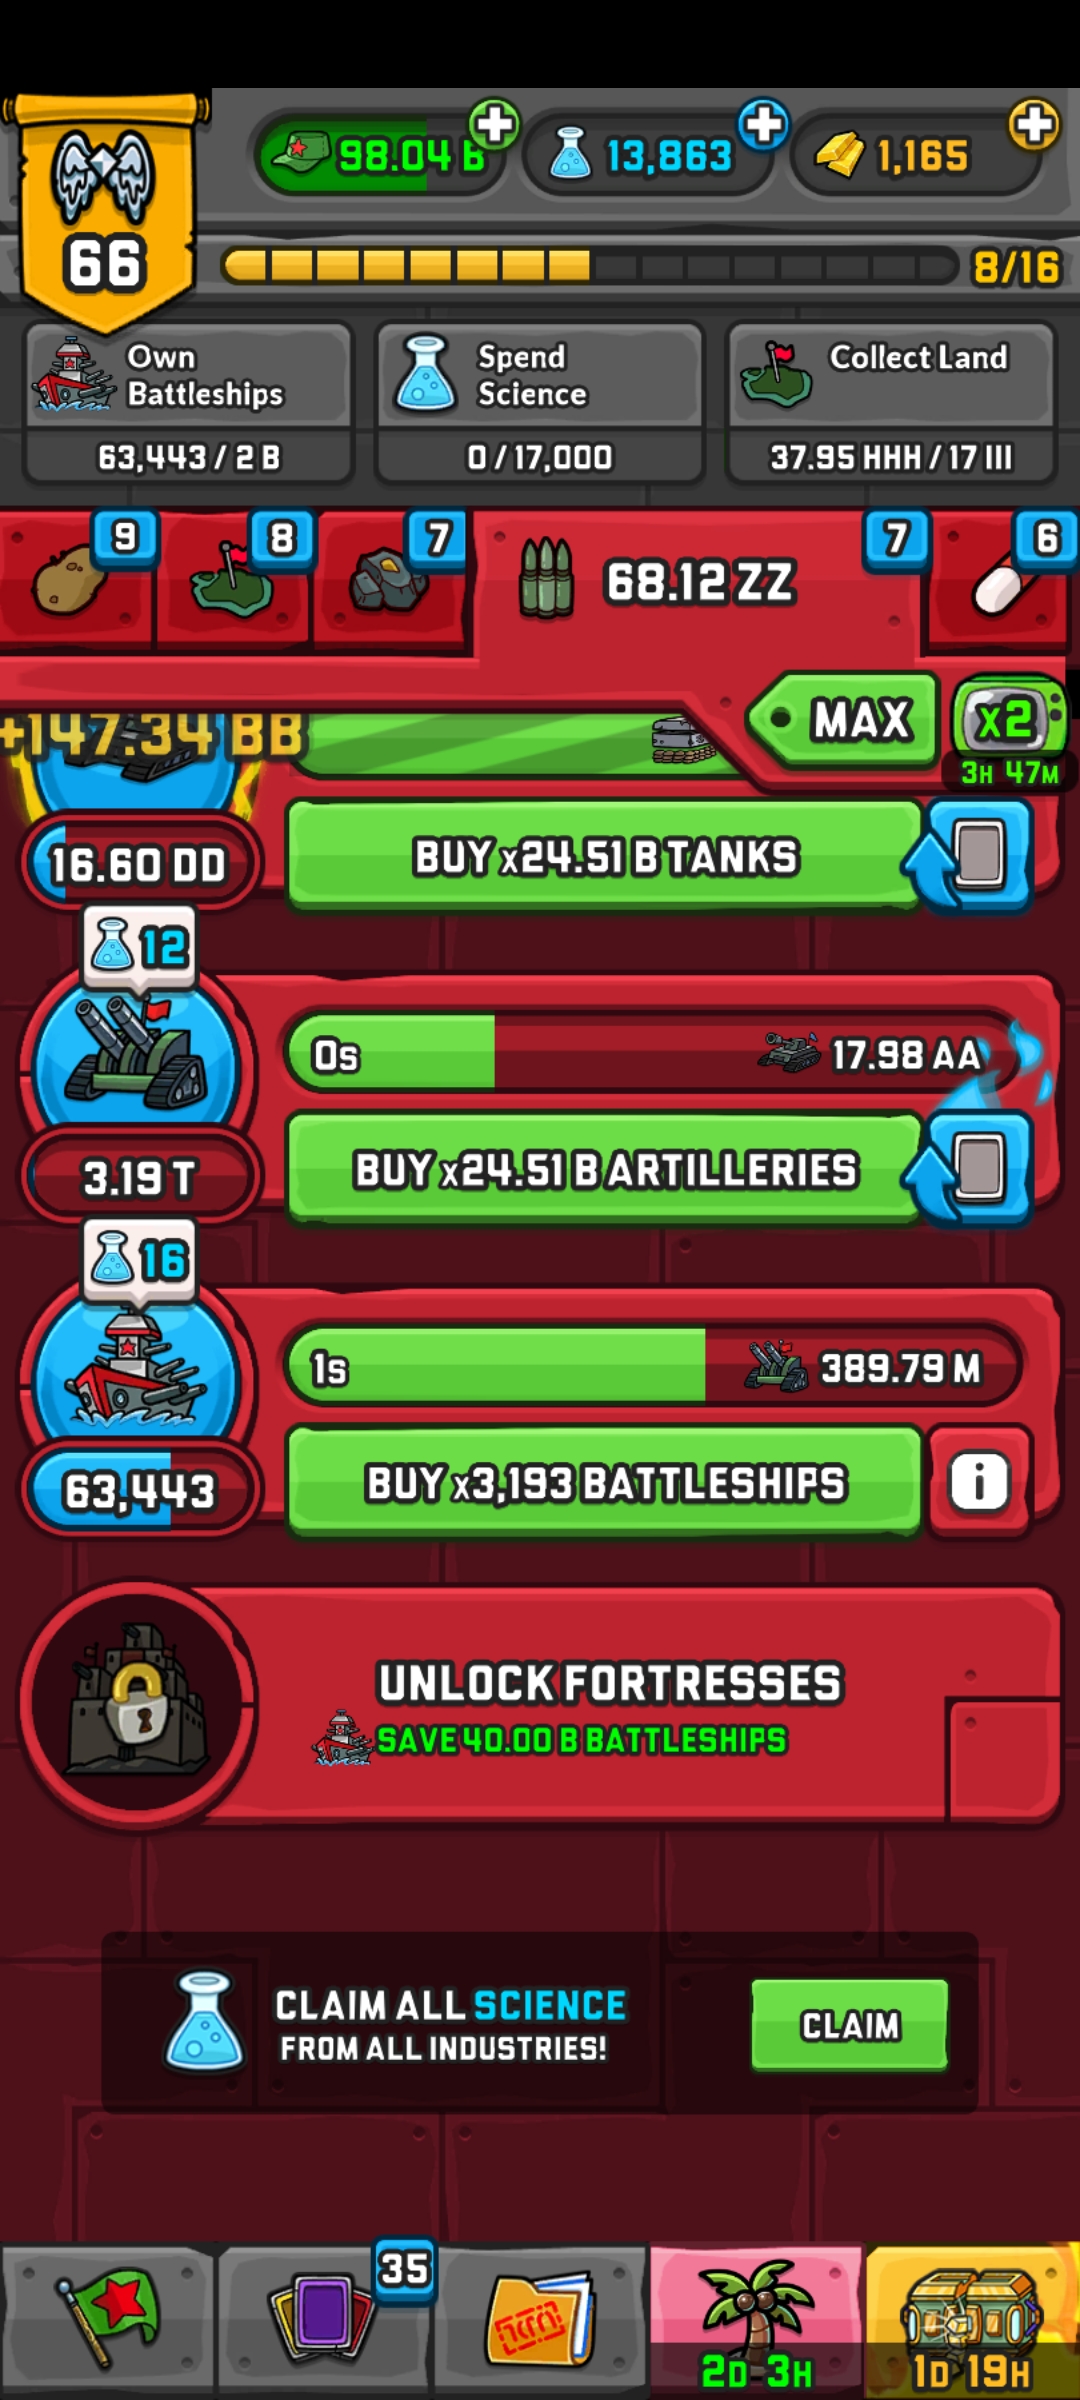 98.04 B
13,863
1,165
66
8/16
Own
Battleships
63,443 / 2 B
Spend
Science
0 / 17,000
Collect Land
37.95 HHH / 17 III
9
8
7
68.12 ZZ
7
6
MAX
x2
3H 47M
+147.34 BB
16.60 DD
BUY x24.51 B TANKS
12
0s
17.98 AA
3.19 T
BUY x24.51 B ARTILLERIES
16
1s
389.79 M
63,443
BUY x3,193 BATTLESHIPS
i
UNLOCK FORTRESSES
SAVE 40.00 B BATTLESHIPS
CLAIM ALL SCIENCE
FROM ALL INDUSTRIES!
CLAIM
35
2D 3H
1D 19H